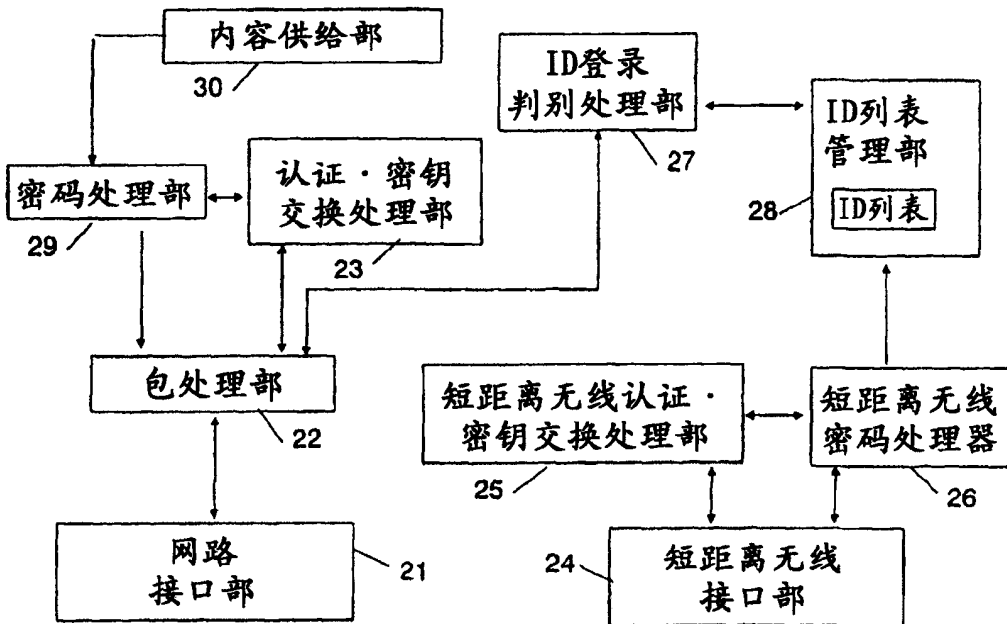 内容供给部
30
ID登录
判别处理部
27
ID列表
管理部
ID列表
28
密码处理部
29
认证·密钥
交换处理部
23
包处理部
22
短距离无线认证·
密钥交换处理部
25
短距离无线
密码处理器
26
网路
接口部
21
24
短距离无线
接口部